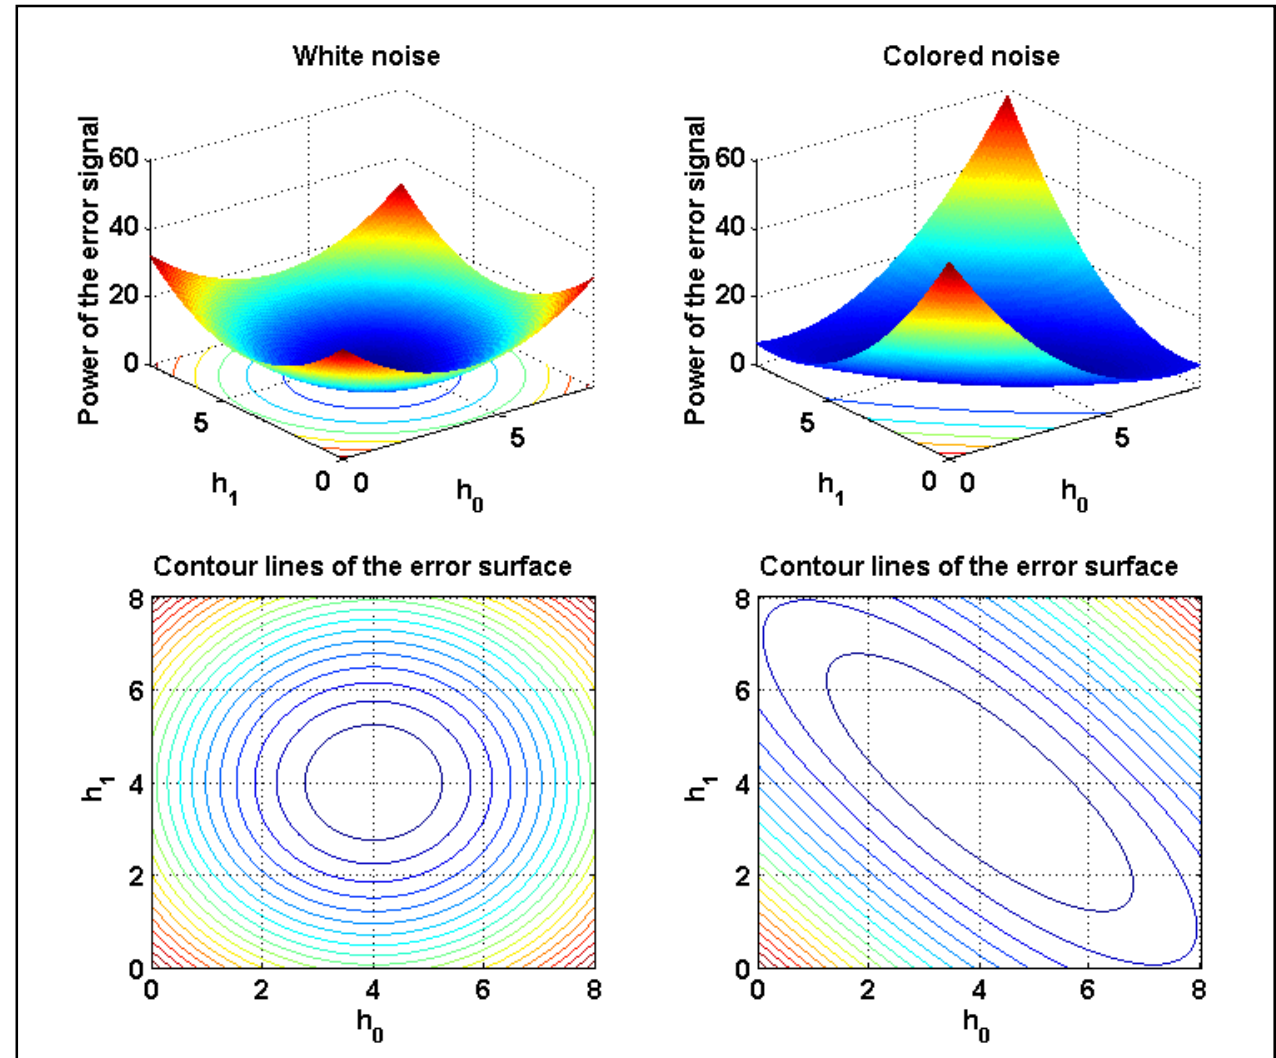 White noise
Power of the error signal
60
40
20
0
5
0
h1
0
5
h0
Colored noise
Power of the error signal
60
40
20
0
5
0
h1
0
5
h0
Contour lines of the error surface
h1
8
6
4
2
0
0 2 4 6 8
h0
Contour lines of the error surface
h1
8
6
4
2
0
0 2 4 6 8
h0